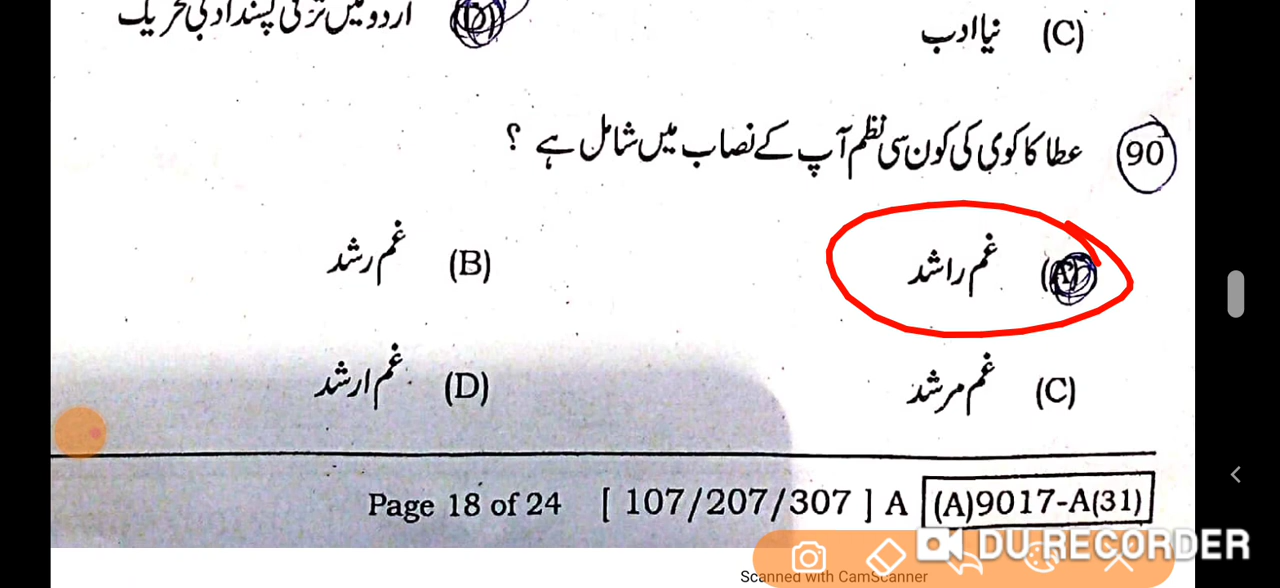 (C) نیا ادب (D) اردو میں ترقی پسند ادبی تحریک
90 عطا کاکوی کی کون سی نظم آپ کے نصاب میں شامل ہے ؟
(A) غم راشد (B) غم رشد
(C) غم مرشد (D) غم ارشد
Page 18 of 24 [ 107/207/307 ] A (A)9017-A(31)
DU RECORDER
Scanned with CamScanner